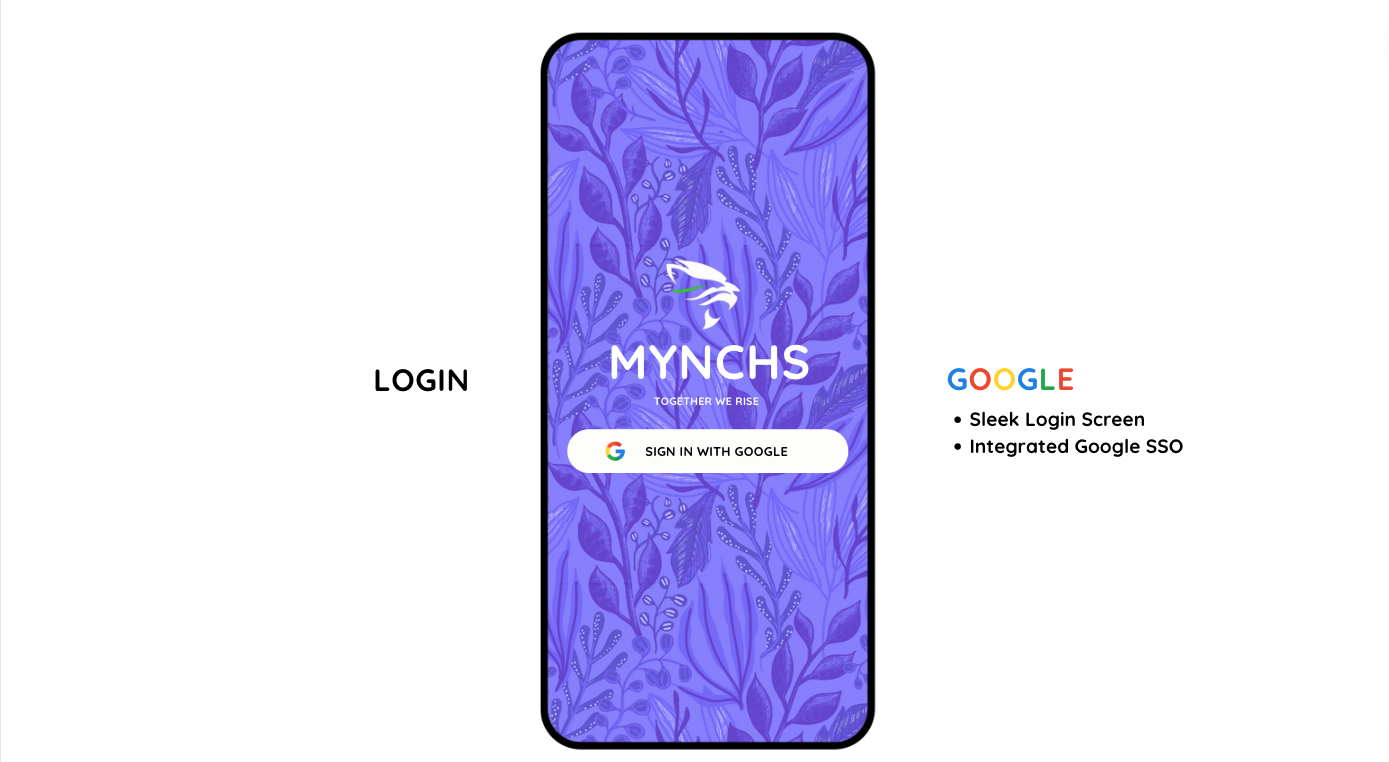 LOGIN
MYNCHS
TOGETHER WE RISE
SIGN IN WITH GOOGLE
GOOGLE
• Sleek Login Screen
• Integrated Google SSO